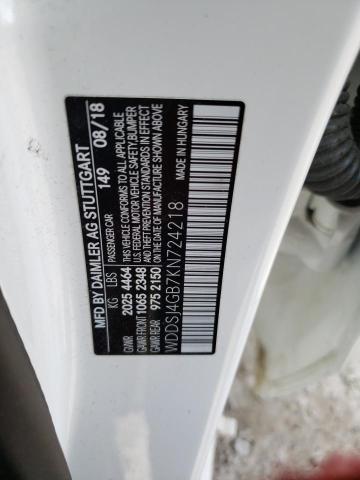 MFD BY DAIMLER AG STUTTGART
PASSENGER CAR 149 08/18
KG LBS
GVWR 2025 4464
GAWR FRONT 1065 2348
GAWR REAR 975 2150
THIS VEHICLE CONFORMS TO ALL APPLICABLE
U.S. FEDERAL MOTOR VEHICLE SAFETY, BUMPER
AND THEFT PREVENTION STANDARDS IN EFFECT
ON THE DATE OF MANUFACTURE SHOWN ABOVE
MADE IN HUNGARY
WDDSJ4GB7KN724218